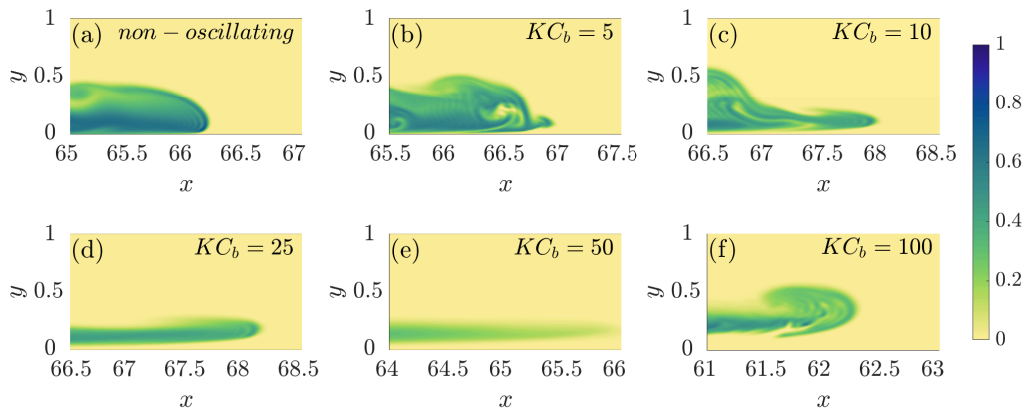 (a) non − oscillating
1
0.5
0
y
65 65.5 66 66.5 67
x
(b) KC_b = 5
1
0.5
0
y
65.5 66 66.5 67 67.5
x
(c) KC_b = 10
1
0.5
0
y
66.5 67 67.5 68 68.5
x
1
0.8
0.6
0.4
0.2
0
(d) KC_b = 25
1
0.5
0
y
66.5 67 67.5 68 68.5
x
(e) KC_b = 50
1
0.5
0
y
64 64.5 65 65.5 66
x
(f) KC_b = 100
1
0.5
0
y
61 61.5 62 62.5 63
x